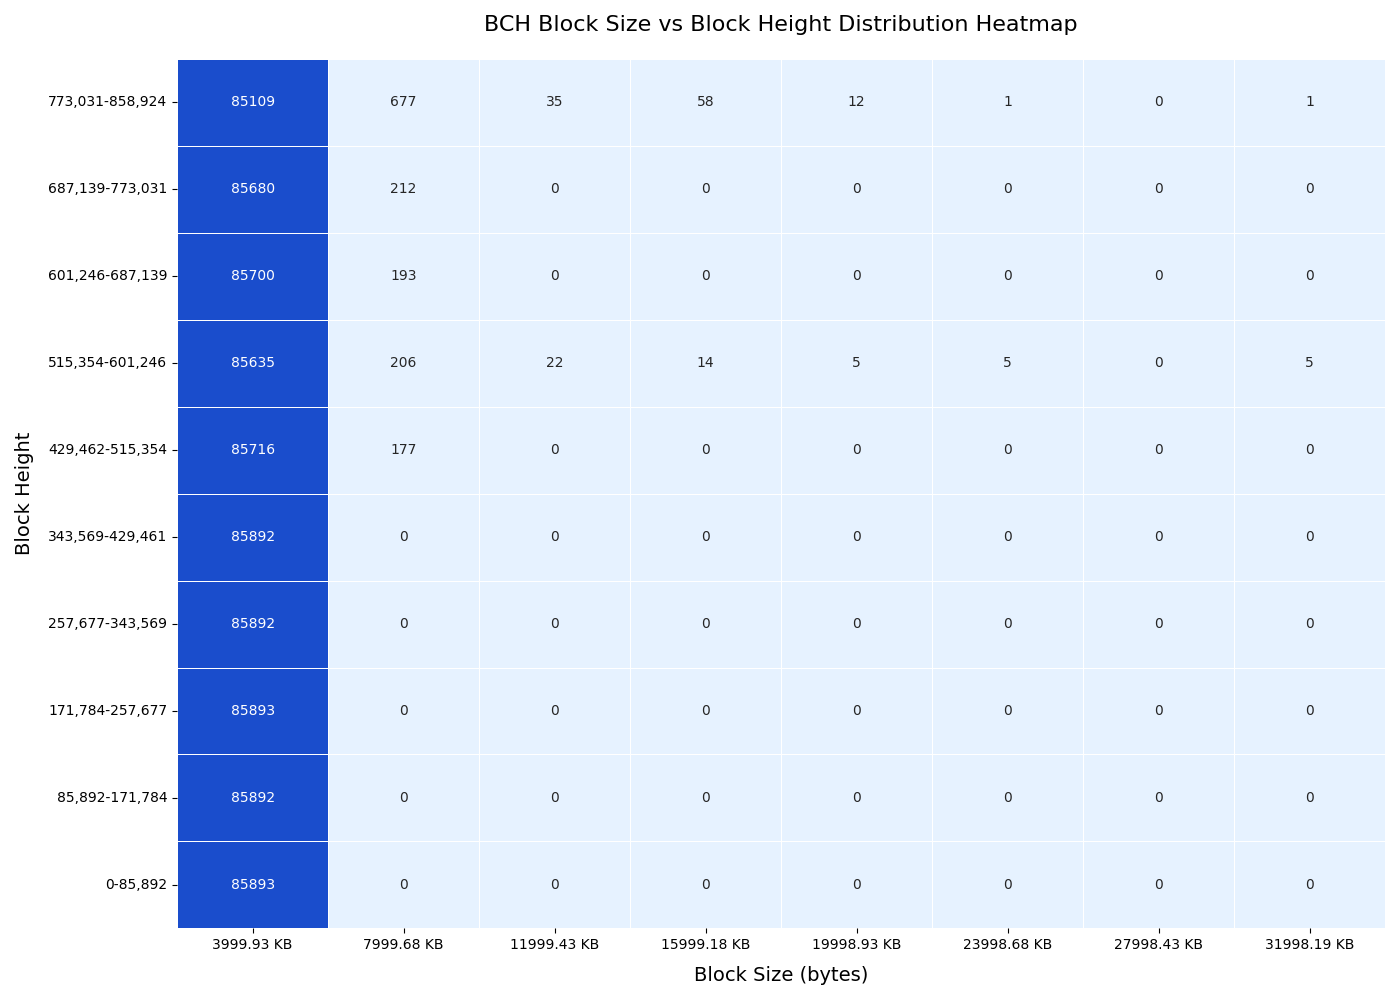 BCH Block Size vs Block Height Distribution Heatmap
Block Height
773,031-858,924 85109 677 35 58 12 1 0 1
687,139-773,031 85680 212 0 0 0 0 0 0
601,246-687,139 85700 193 0 0 0 0 0 0
515,354-601,246 85635 206 22 14 5 5 0 5
429,462-515,354 85716 177 0 0 0 0 0 0
343,569-429,461 85892 0 0 0 0 0 0 0
257,677-343,569 85892 0 0 0 0 0 0 0
171,784-257,677 85893 0 0 0 0 0 0 0
85,892-171,784 85892 0 0 0 0 0 0 0
0-85,892 85893 0 0 0 0 0 0 0
3999.93 KB 7999.68 KB 11999.43 KB 15999.18 KB 19998.93 KB 23998.68 KB 27998.43 KB 31998.19 KB
Block Size (bytes)